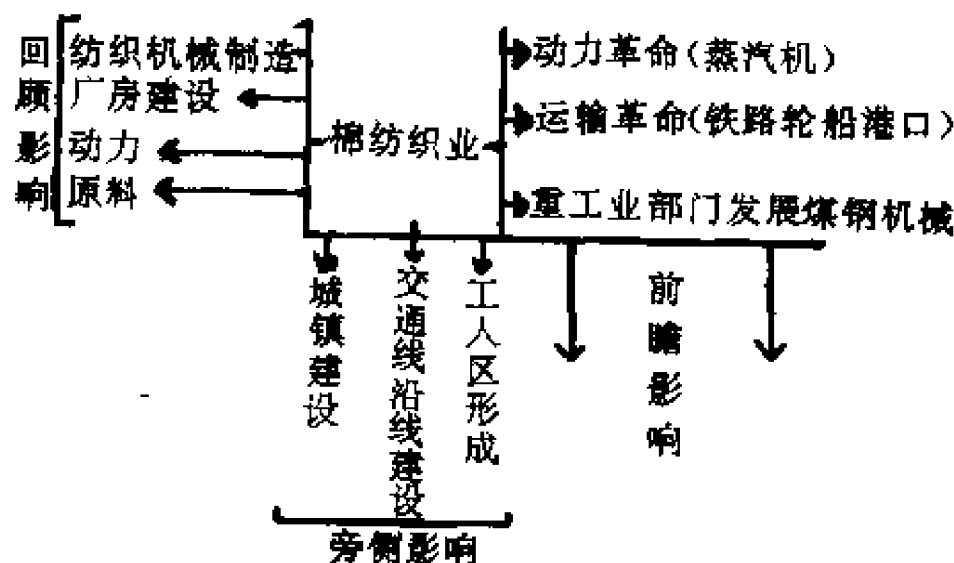 回顾影响
纺织机械制造
厂房建设
动力
原料
棉纺织业
动力革命(蒸汽机)
运输革命(铁路轮船港口)
重工业部门发展煤钢机械
城镇建设
交通线沿线建设
工人区形成
前瞻影响
旁侧影响